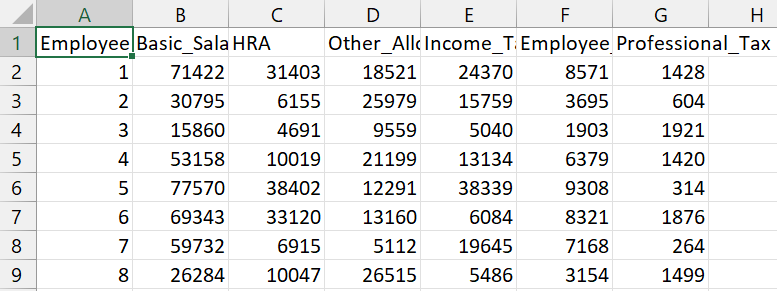 A B C D E F G H
1 Employee Basic_Sala HRA Other_Allo Income_Ta Employee_ Professional_Tax
2 1 71422 31403 18521 24370 8571 1428
3 2 30795 6155 25979 15759 3695 604
4 3 15860 4691 9559 5040 1903 1921
5 4 53158 10019 21199 13134 6379 1420
6 5 77570 38402 12291 38339 9308 314
7 6 69343 33120 13160 6084 8321 1876
8 7 59732 6915 5112 19645 7168 264
9 8 26284 10047 26515 5486 3154 1499